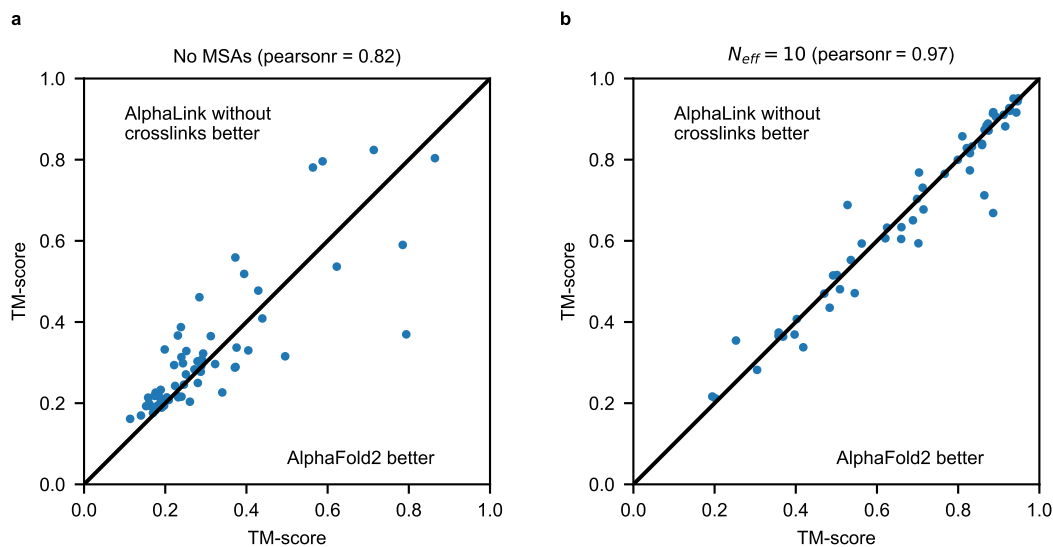 a
No MSAs (pearsonr = 0.82)
1.0
AlphaLink without
crosslinks better
0.8
0.6
TM-score
0.4
0.2
AlphaFold2 better
0.0
0.0 0.2 0.4 0.6 0.8 1.0
TM-score
b
N_eff = 10 (pearsonr = 0.97)
1.0
AlphaLink without
crosslinks better
0.8
0.6
TM-score
0.4
0.2
AlphaFold2 better
0.0
0.0 0.2 0.4 0.6 0.8 1.0
TM-score